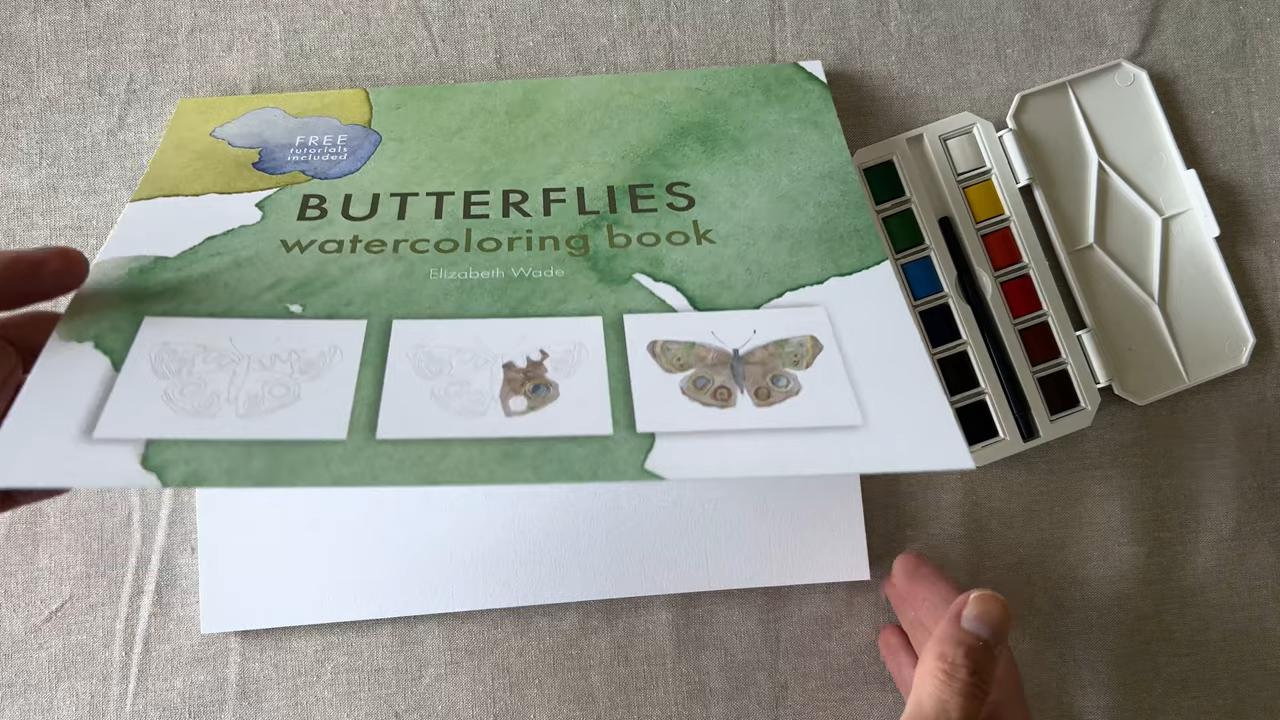 FREE
tutorials
included
BUTTERFLIES
watercoloring book
Elizabeth Wade